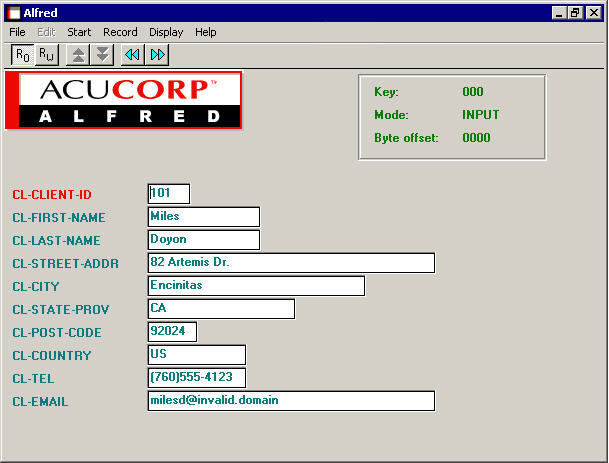 Alfred
File Edit Start Record Display Help
RO RW
ACUCORP™
ALFRED
Key: 000
Mode: INPUT
Byte offset: 0000
CL-CLIENT-ID 101
CL-FIRST-NAME Miles
CL-LAST-NAME Doyon
CL-STREET-ADDR 82 Artemis Dr.
CL-CITY Encinitas
CL-STATE-PROV CA
CL-POST-CODE 92024
CL-COUNTRY US
CL-TEL (760)555-4123
CL-EMAIL milesd@invalid.domain